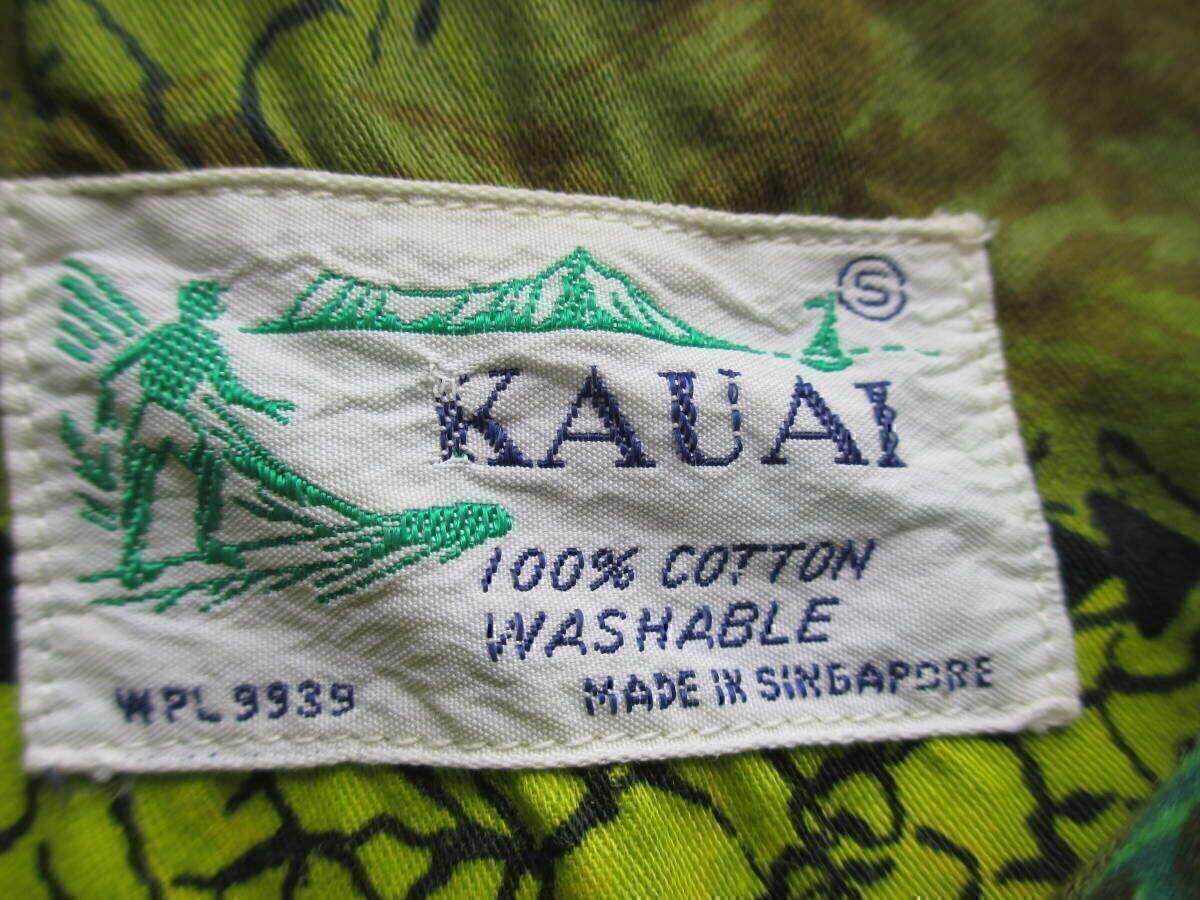 S
KAUAI
100% COTTON
WASHABLE
WPL 9939
MADE IN SINGAPORE